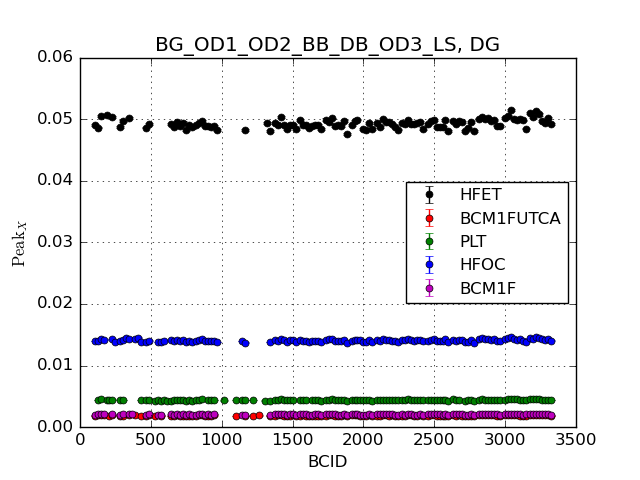 BG_OD1_OD2_BB_DB_OD3_LS, DG
0.06
0.05
0.04
0.03
0.02
0.01
0.00
Peak_X
HFET
BCM1FUTCA
PLT
HFOC
BCM1F
0 500 1000 1500 2000 2500 3000 3500
BCID